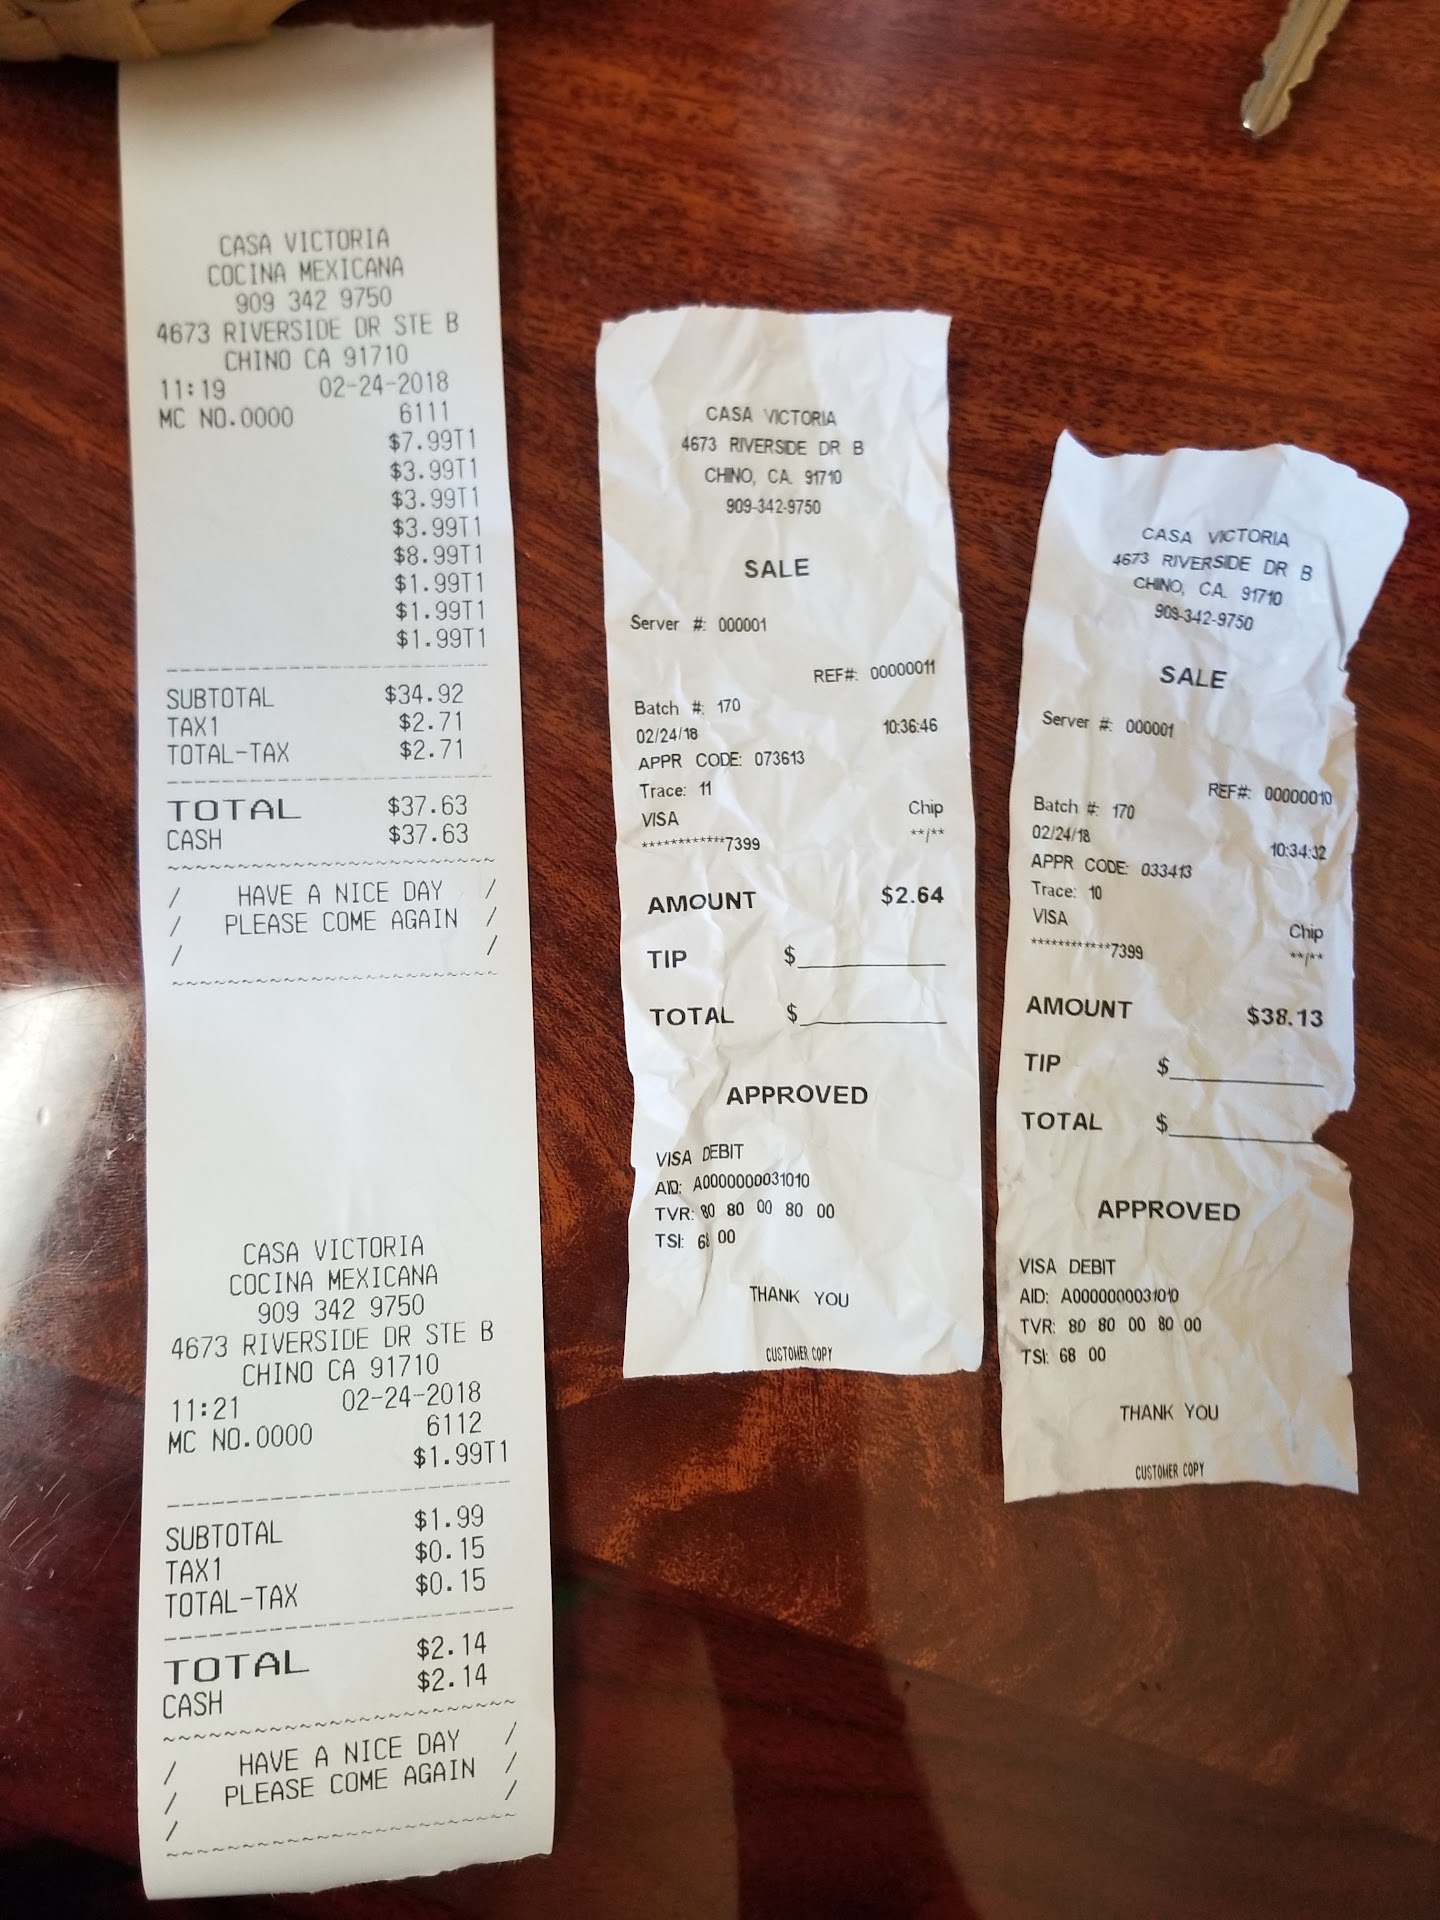 CASA VICTORIA
COCINA MEXICANA
909 342 9750
4673 RIVERSIDE DR STE B
CHINO CA 91710
11:19 02-24-2018
MC NO.0000 6111
$7.99T1
$3.99T1
$3.99T1
$3.99T1
$8.99T1
$1.99T1
$1.99T1
$1.99T1
SUBTOTAL $34.92
TAX1 $2.71
TOTAL-TAX $2.71
TOTAL $37.63
CASH $37.63
/ HAVE A NICE DAY /
/ PLEASE COME AGAIN /
/ /
CASA VICTORIA
COCINA MEXICANA
909 342 9750
4673 RIVERSIDE DR STE B
CHINO CA 91710
11:21 02-24-2018
MC NO.0000 6112
$1.99T1
SUBTOTAL $1.99
TAX1 $0.15
TOTAL-TAX $0.15
TOTAL $2.14
CASH $2.14
/ HAVE A NICE DAY /
/ PLEASE COME AGAIN /
/ /
CASA VICTORIA
4673 RIVERSIDE DR B
CHINO, CA. 91710
909-342-9750
SALE
Server #: 000001
REF#: 00000011
Batch #: 170
02/24/18 10:36:46
APPR CODE: 073613
Trace: 11
VISA Chip
************7399 **/**
AMOUNT $2.64
TIP $
TOTAL $
APPROVED
VISA DEBIT
AID: A0000000031010
TVR: 80 80 00 80 00
TSI: 68 00
THANK YOU
CUSTOMER COPY
CASA VICTORIA
4673 RIVERSIDE DR B
CHINO, CA. 91710
909-342-9750
SALE
Server #: 000001
REF#: 00000010
Batch #: 170
02/24/18 10:34:32
APPR CODE: 033413
Trace: 10
VISA Chip
************7399 **/**
AMOUNT $38.13
TIP $
TOTAL $
APPROVED
VISA DEBIT
AID: A0000000031010
TVR: 80 80 00 80 00
TSI: 68 00
THANK YOU
CUSTOMER COPY